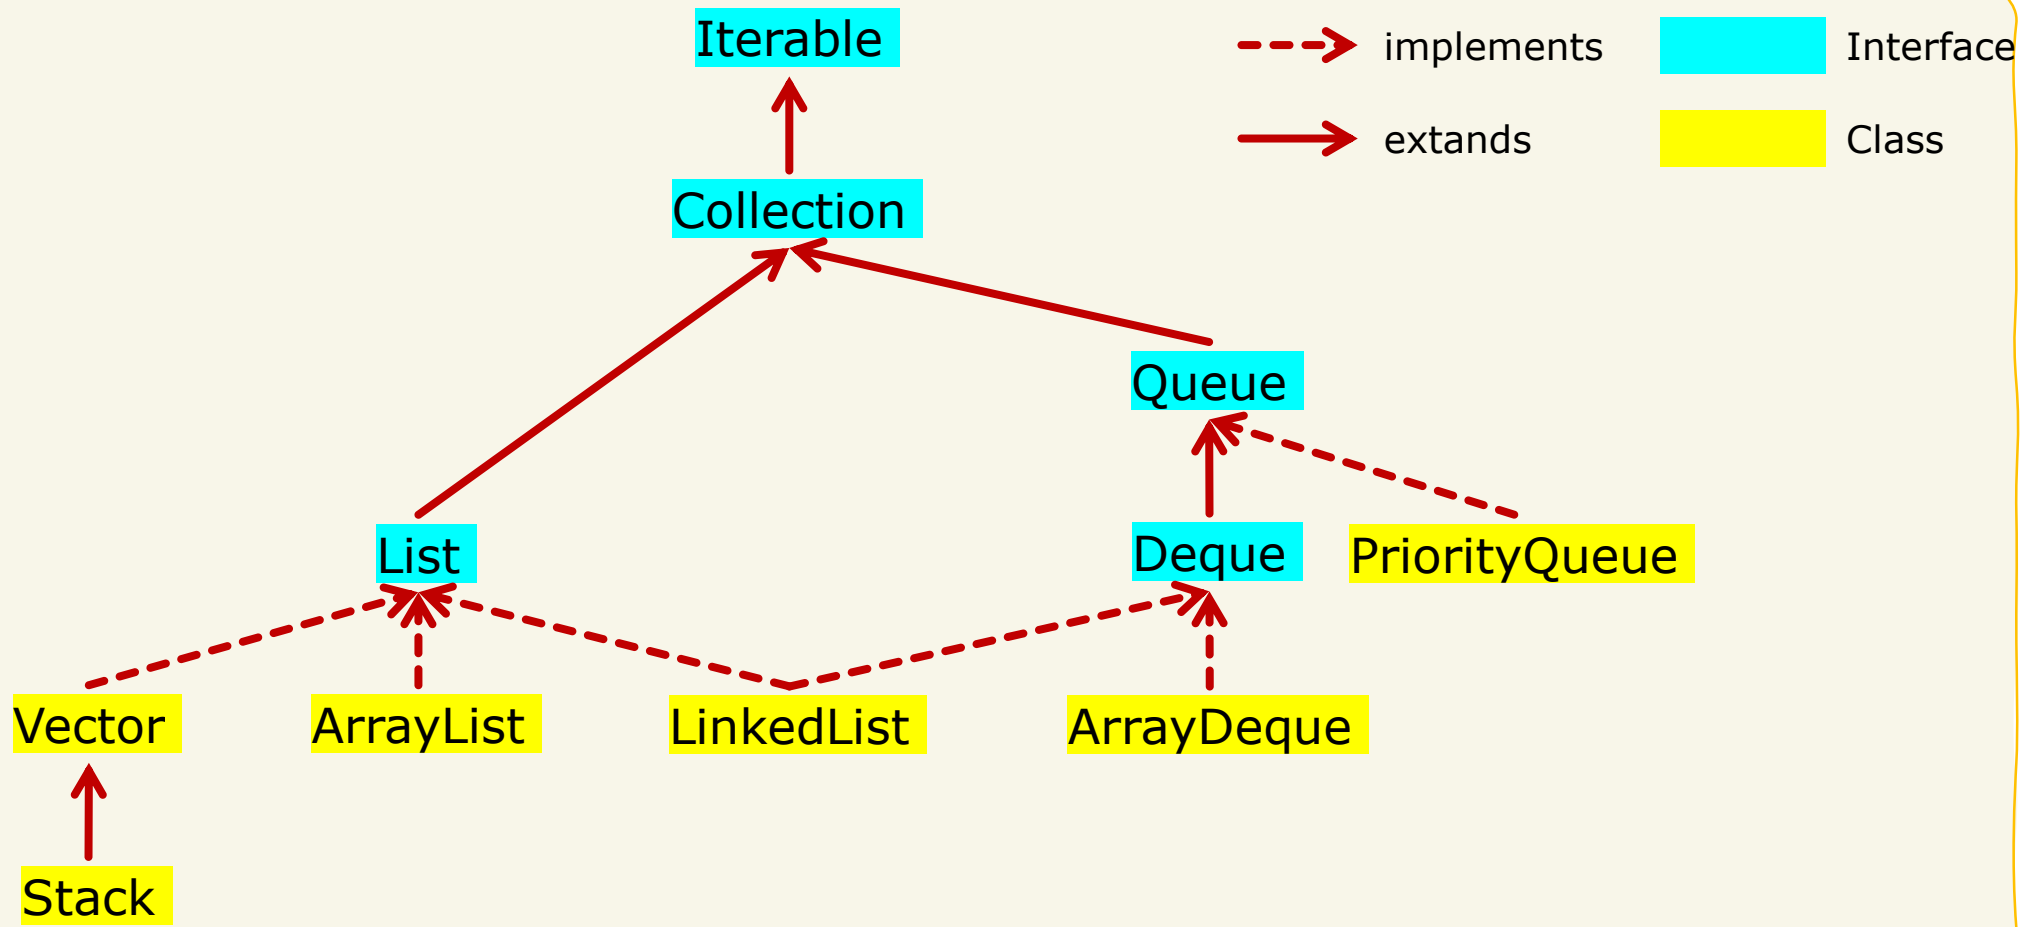 Iterable
implements
Interface
extands
Class
Collection
Queue
List
Deque
PriorityQueue
Vector
ArrayList
LinkedList
ArrayDeque
Stack